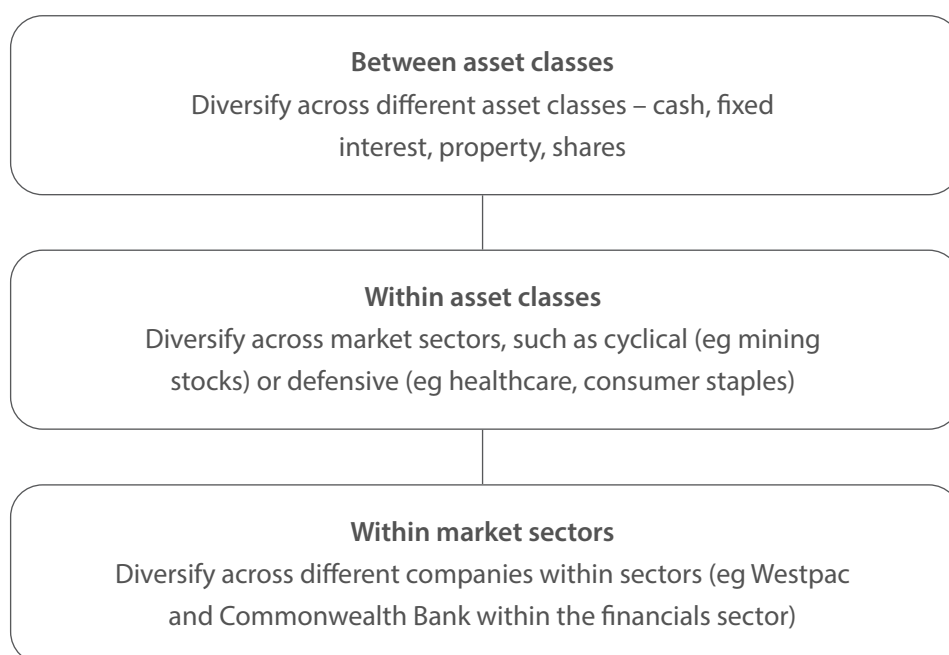 Between asset classes
Diversify across different asset classes – cash, fixed
interest, property, shares
Within asset classes
Diversify across market sectors, such as cyclical (eg mining
stocks) or defensive (eg healthcare, consumer staples)
Within market sectors
Diversify across different companies within sectors (eg Westpac
and Commonwealth Bank within the financials sector)